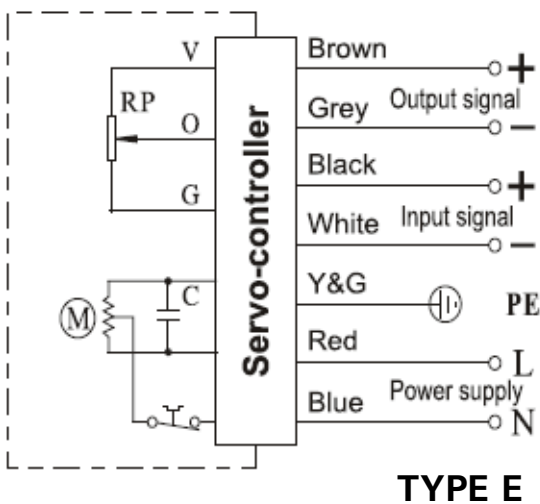 V
RP
O
G
C
M
Servo-controller
Brown +
Output signal
Grey −
Black +
Input signal
White −
Y&G PE
Red L
Power supply
Blue N
TYPE E